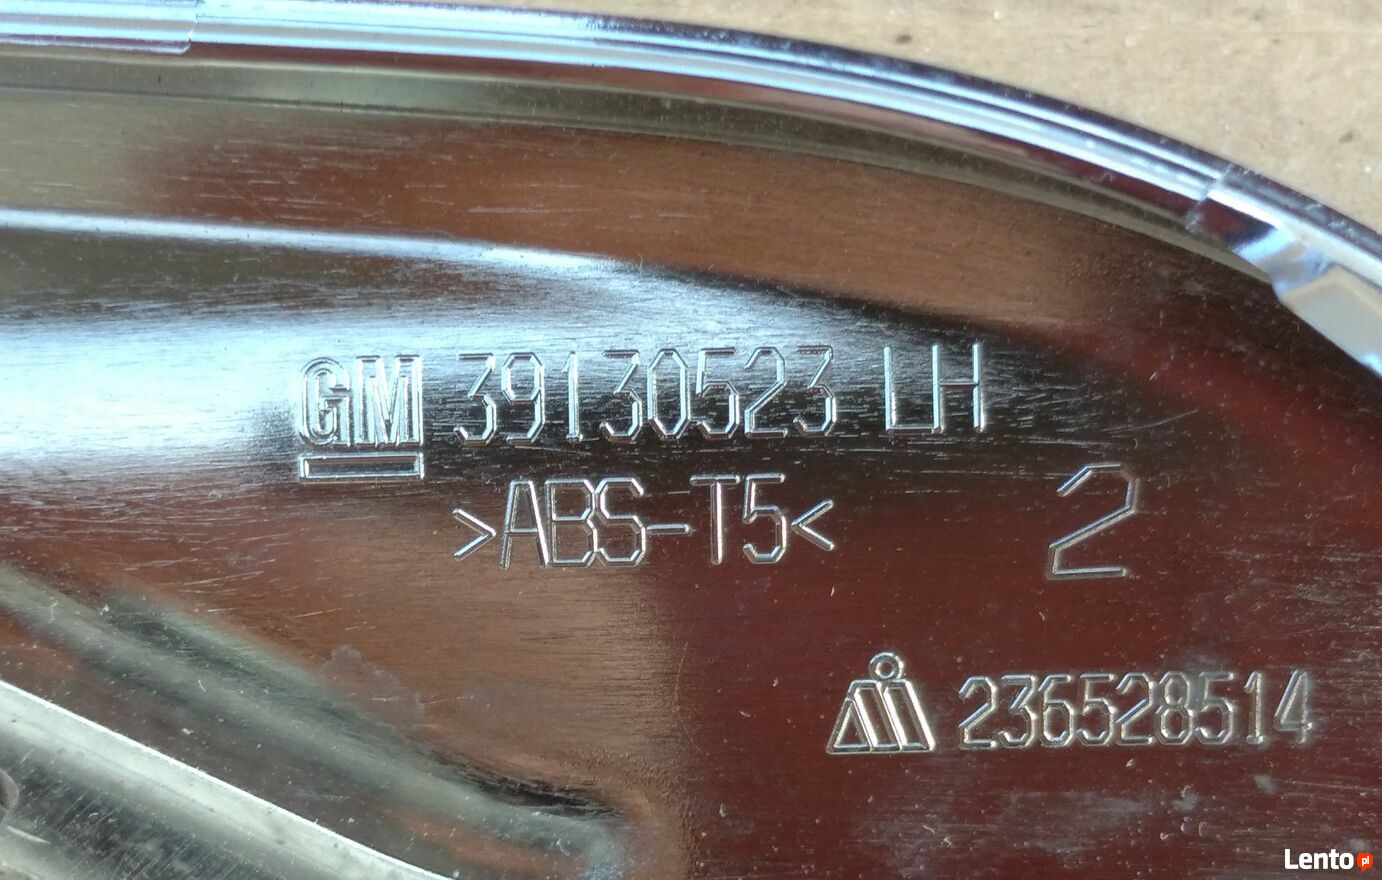 GM 39130523 LH
>ABS-T5<
2
236528514
Lento pl